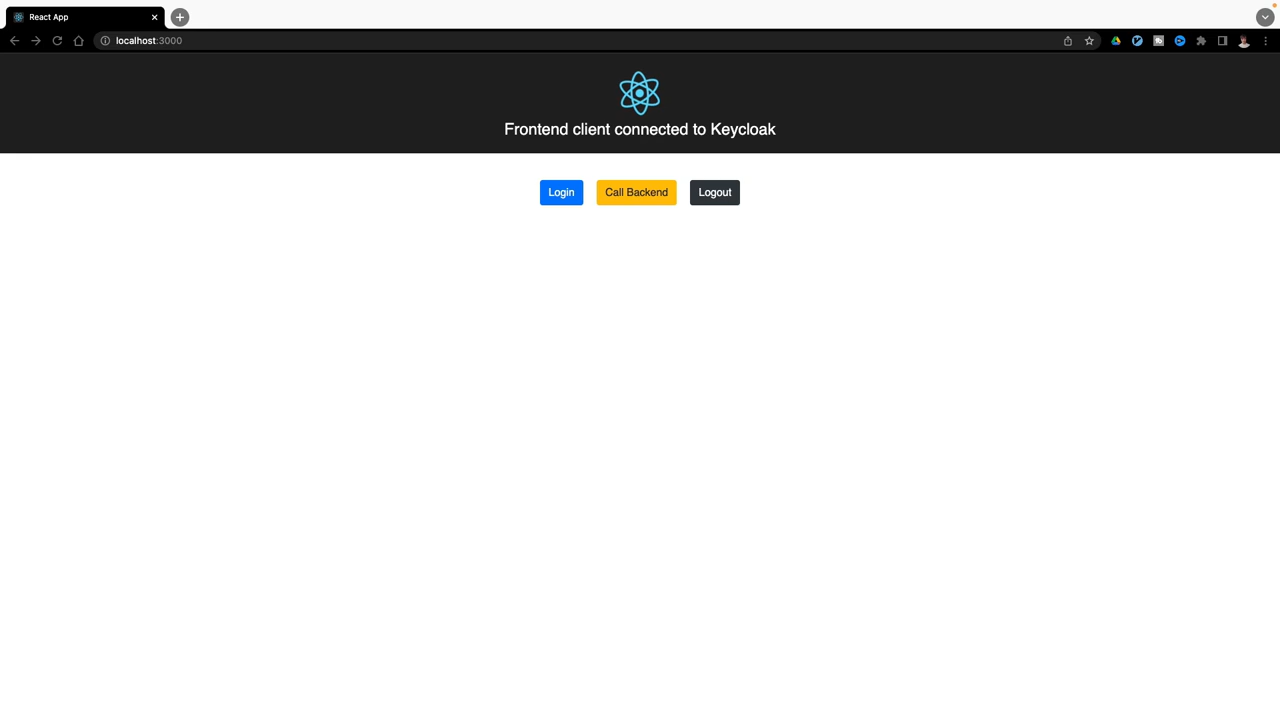 React App
localhost:3000
Frontend client connected to Keycloak
Login Call Backend Logout